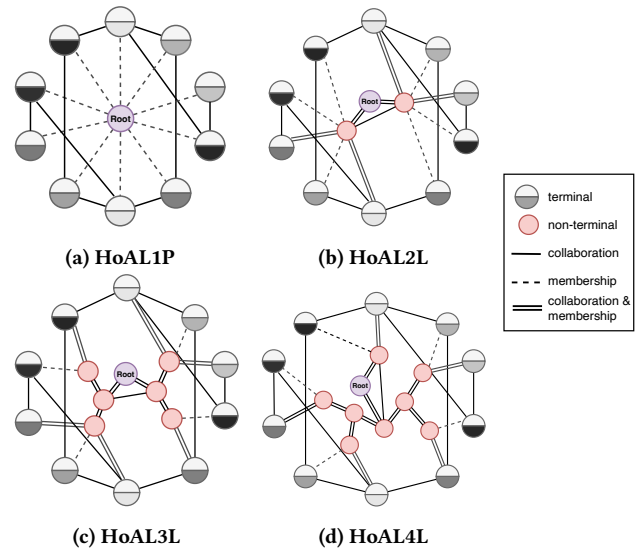 Root
(a) HoAL1P
Root
(b) HoAL2L
terminal
non-terminal
collaboration
membership
collaboration &
membership
Root
(c) HoAL3L
Root
(d) HoAL4L